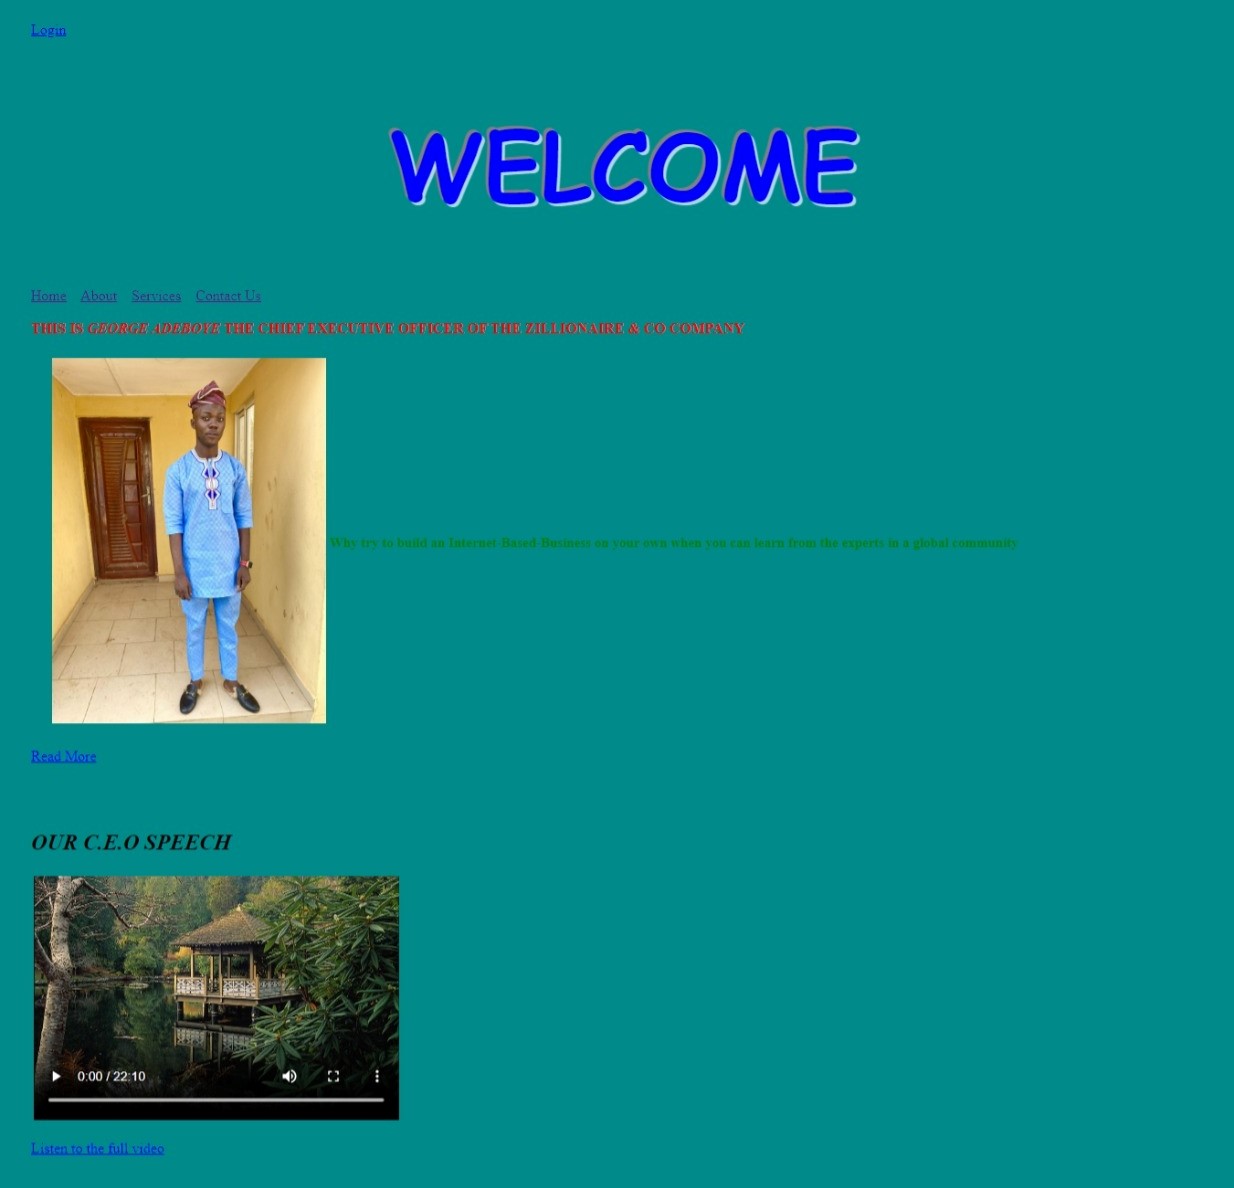 Login
WELCOME
Home About Services Contact Us
THIS IS GEORGE ADEBOYE THE CHIEF EXECUTIVE OFFICER OF THE ZILLIONAIRE & CO COMPANY
Why try to build an Internet-Based-Business on your own when you can learn from the experts in a global community
Read More
OUR C.E.O SPEECH
0:00 / 22:10
Listen to the full video